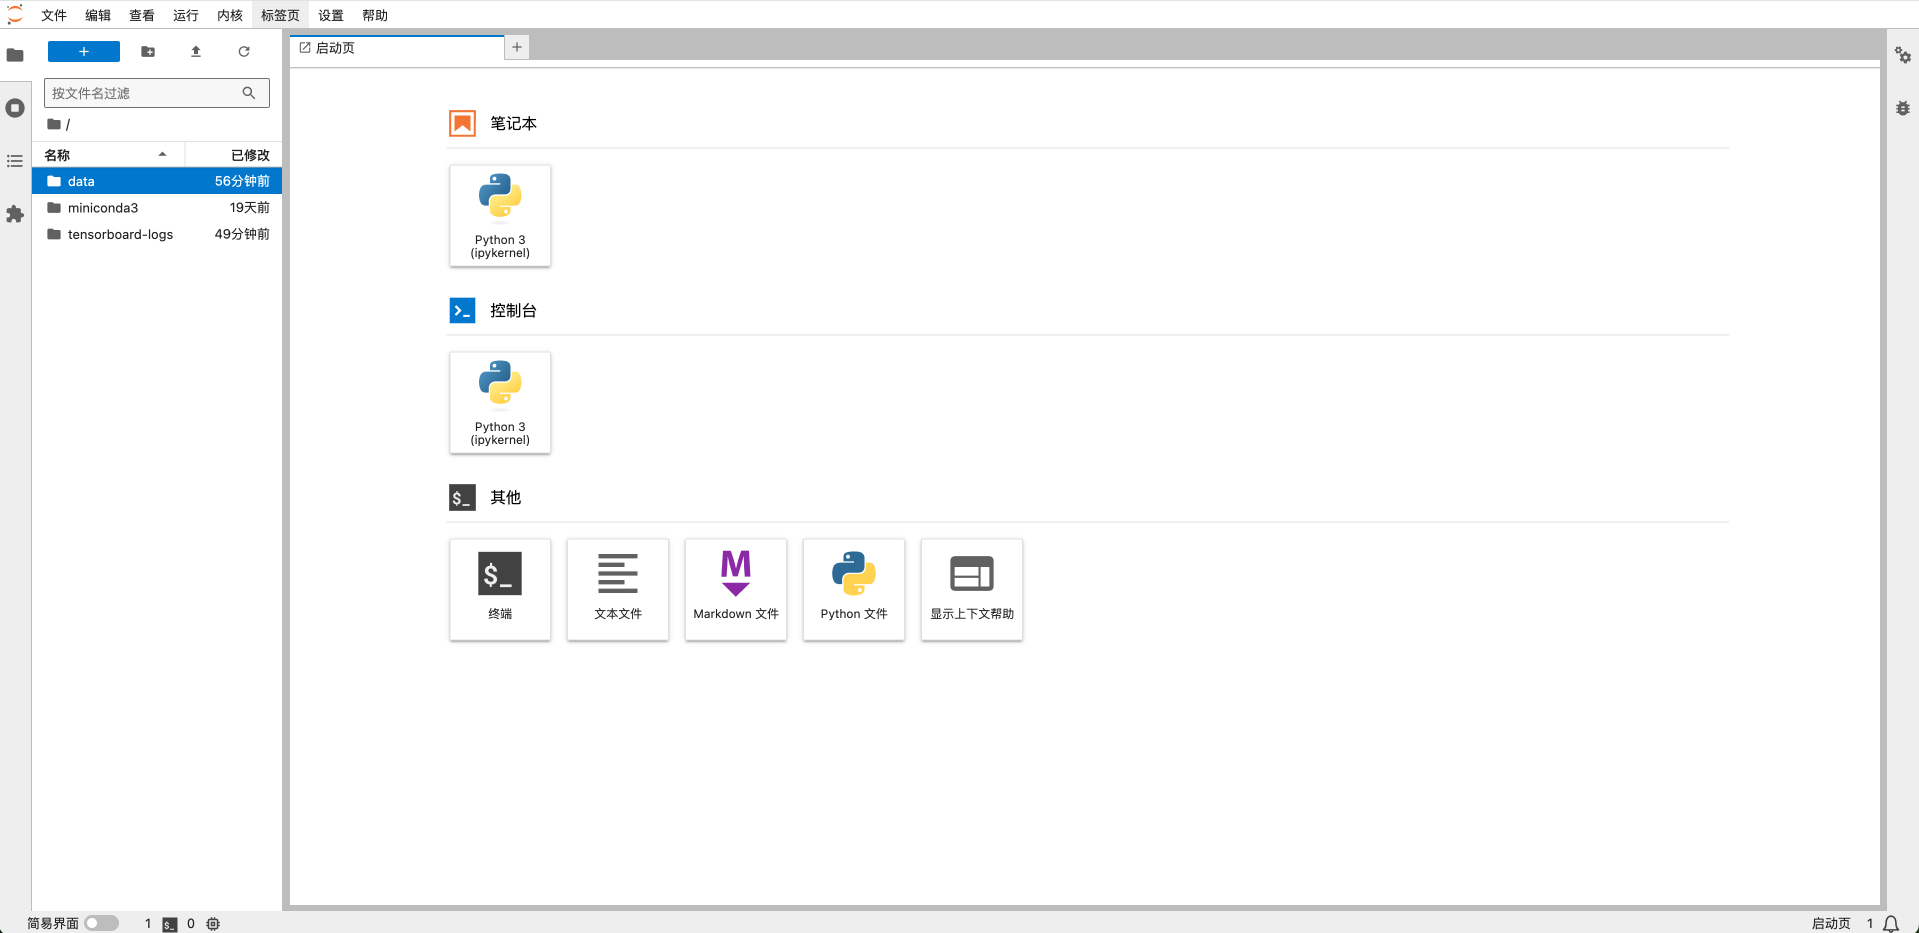 文件 编辑 查看 运行 内核 标签页 设置 帮助
启动页
按文件名过滤
/
名称 已修改
data 56分钟前
miniconda3 19天前
tensorboard-logs 49分钟前
笔记本
Python 3
(ipykernel)
控制台
Python 3
(ipykernel)
$_ 其他
$_
终端
文本文件
M
Markdown 文件
Python 文件
显示上下文帮助
简易界面 1 $_ 0
启动页 1